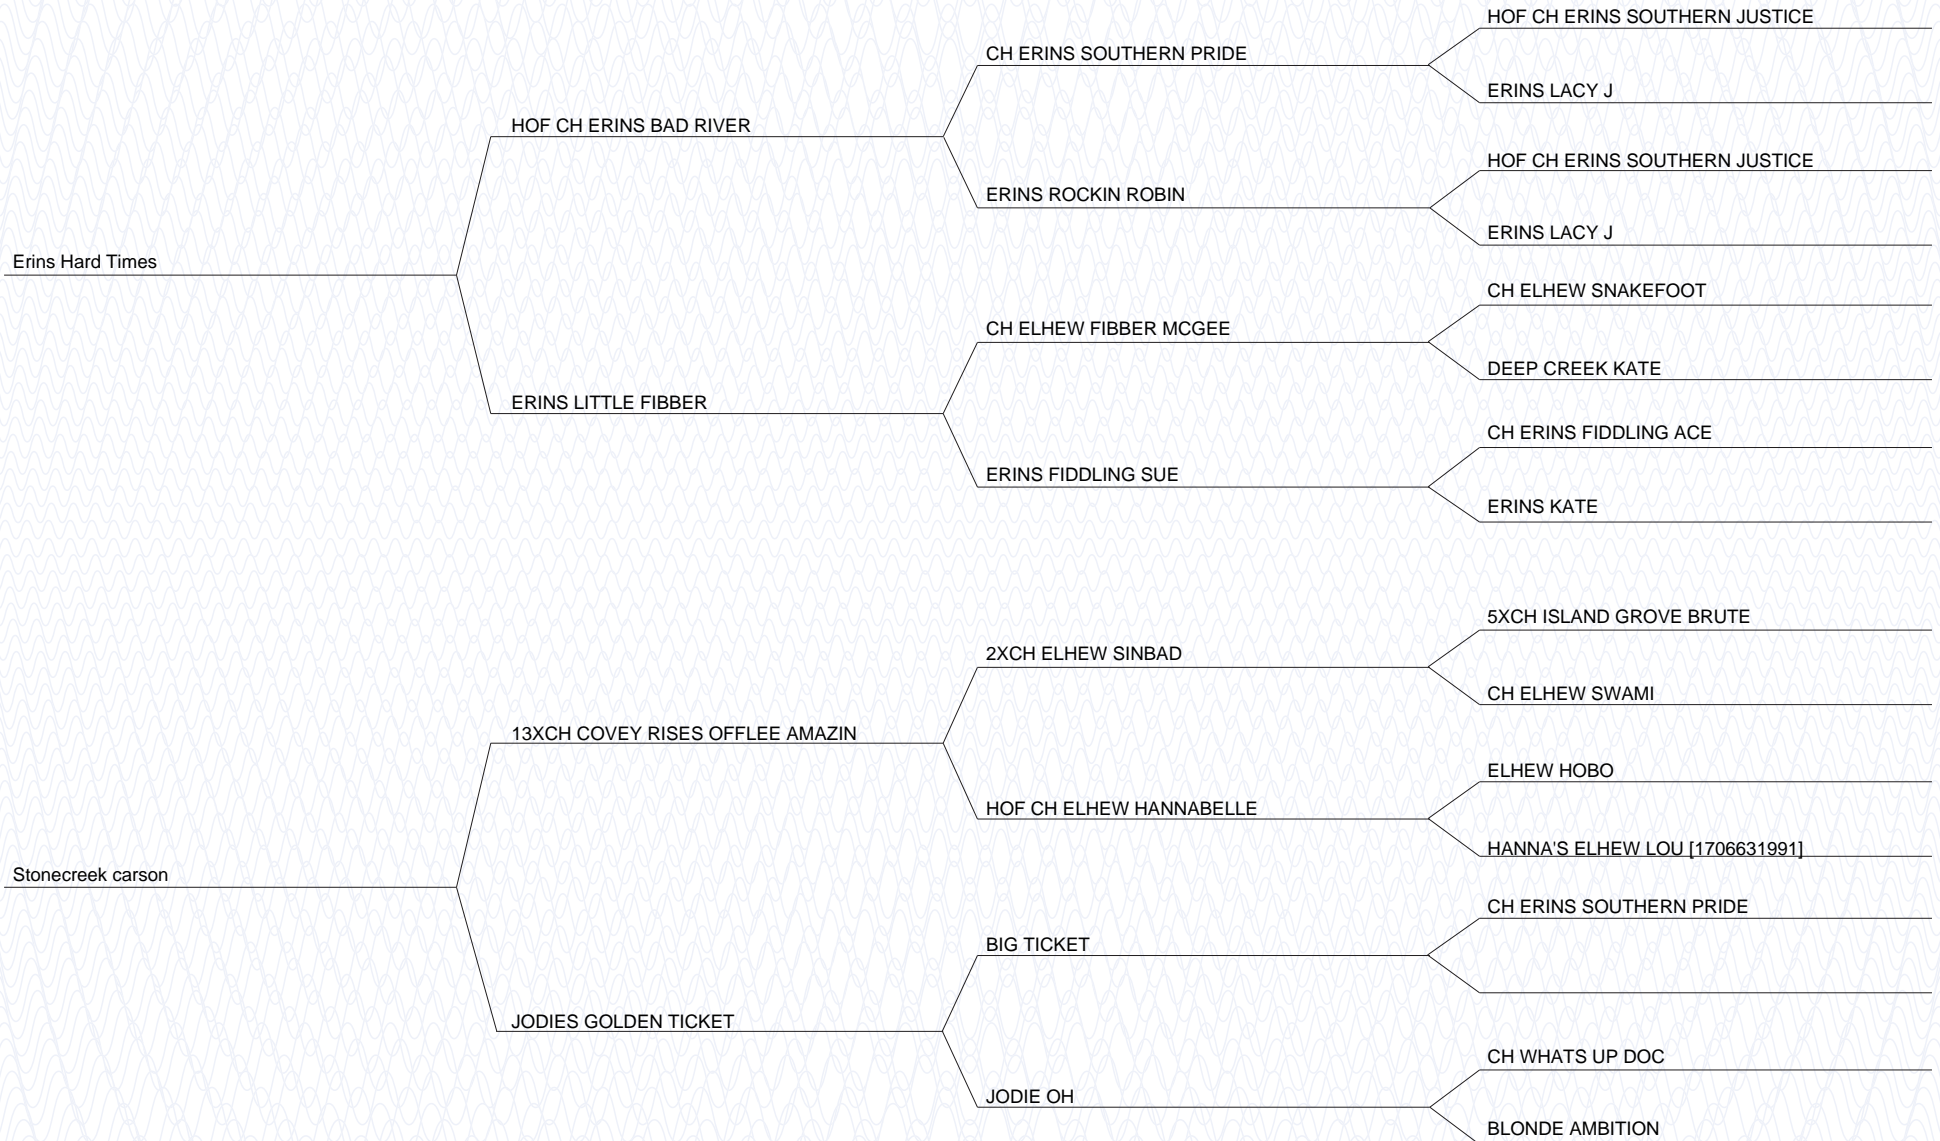 HOF CH ERINS SOUTHERN JUSTICE
CH ERINS SOUTHERN PRIDE
ERINS LACY J
HOF CH ERINS BAD RIVER
HOF CH ERINS SOUTHERN JUSTICE
ERINS ROCKIN ROBIN
ERINS LACY J
Erins Hard Times
CH ELHEW SNAKEFOOT
CH ELHEW FIBBER MCGEE
DEEP CREEK KATE
ERINS LITTLE FIBBER
CH ERINS FIDDLING ACE
ERINS FIDDLING SUE
ERINS KATE
5XCH ISLAND GROVE BRUTE
2XCH ELHEW SINBAD
CH ELHEW SWAMI
13XCH COVEY RISES OFFLEE AMAZIN
ELHEW HOBO
HOF CH ELHEW HANNABELLE
HANNA'S ELHEW LOU [1706631991]
Stonecreek carson
CH ERINS SOUTHERN PRIDE
BIG TICKET
JODIES GOLDEN TICKET
CH WHATS UP DOC
JODIE OH
BLONDE AMBITION